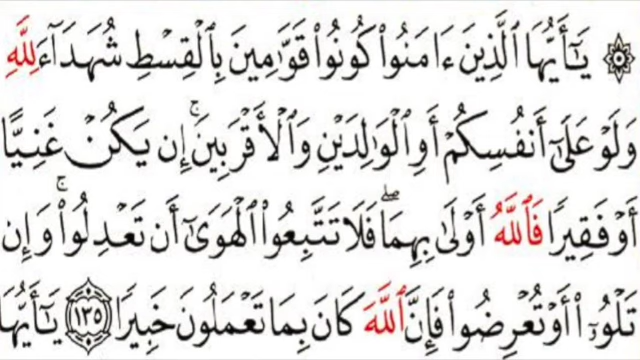 ۞ يَٰٓأَيُّهَا ٱلَّذِينَ ءَامَنُوا۟ كُونُوا۟ قَوَّٰمِينَ بِٱلْقِسْطِ شُهَدَآءَ لِلَّهِ
وَلَوْ عَلَىٰٓ أَنفُسِكُمْ أَوِ ٱلْوَٰلِدَيْنِ وَٱلْأَقْرَبِينَ ۚ إِن يَكُنْ غَنِيًّا
أَوْ فَقِيرًا فَٱللَّهُ أَوْلَىٰ بِهِمَا ۖ فَلَا تَتَّبِعُوا۟ ٱلْهَوَىٰٓ أَن تَعْدِلُوا۟ ۚ وَإِن
تَلْوُۥٓا۟ أَوْ تُعْرِضُوا۟ فَإِنَّ ٱللَّهَ كَانَ بِمَا تَعْمَلُونَ خَبِيرًا ١٣٥ يَٰٓأَيُّهَا